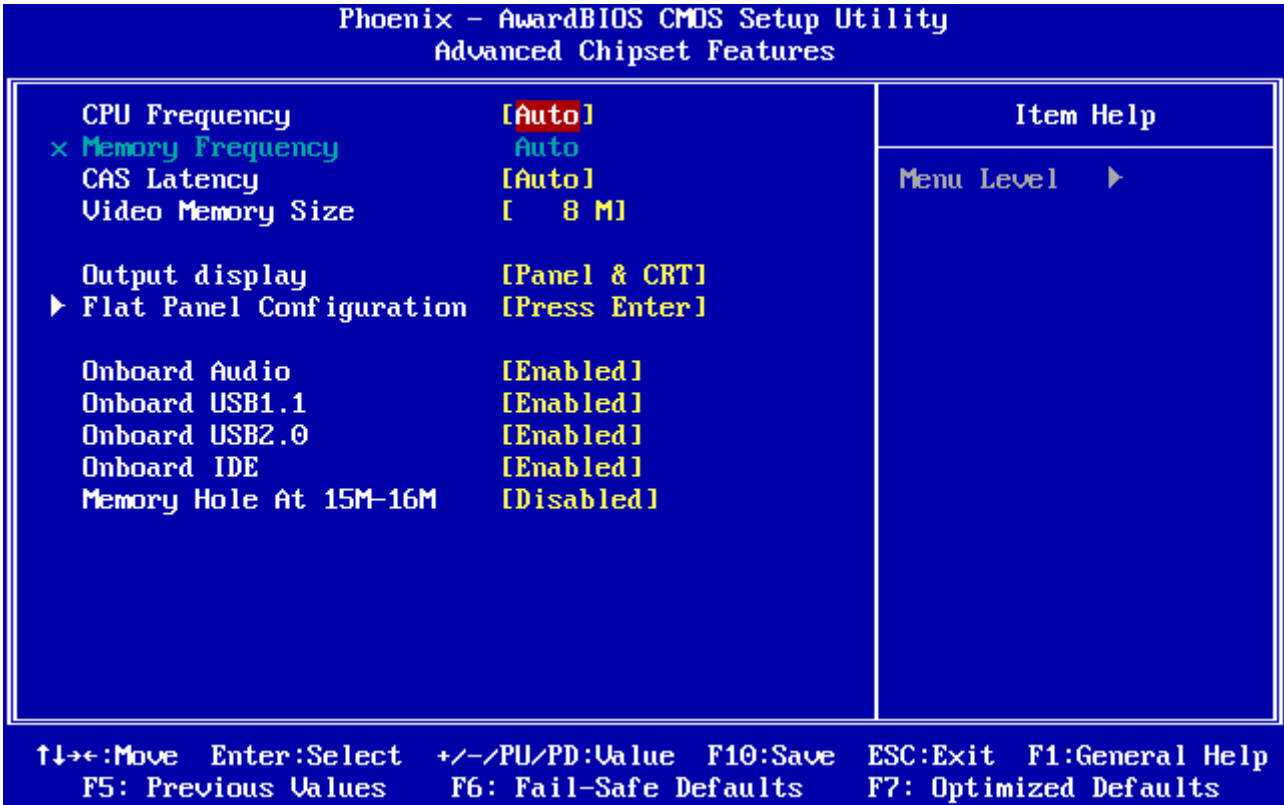 Phoenix - AwardBIOS CMOS Setup Utility
Advanced Chipset Features
CPU Frequency [Auto]
x Memory Frequency Auto
CAS Latency [Auto]
Video Memory Size [ 8 M]
Output display [Panel & CRT]
▶ Flat Panel Configuration [Press Enter]
Onboard Audio [Enabled]
Onboard USB1.1 [Enabled]
Onboard USB2.0 [Enabled]
Onboard IDE [Enabled]
Memory Hole At 15M-16M [Disabled]
Item Help
Menu Level ▶
↑↓→←:Move Enter:Select +/-/PU/PD:Value F10:Save ESC:Exit F1:General Help
F5: Previous Values F6: Fail-Safe Defaults F7: Optimized Defaults